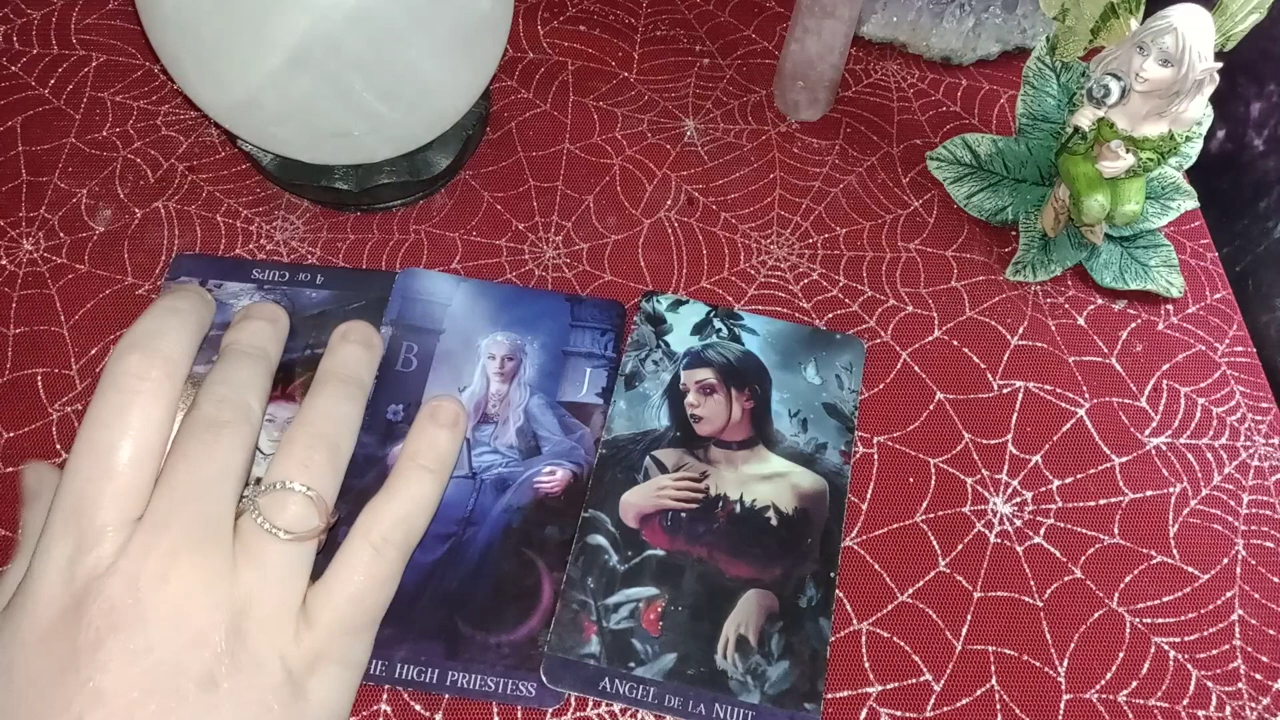 4 OF CUPS
B
J
HE HIGH PRIESTESS
ANGEL DE LA NUIT